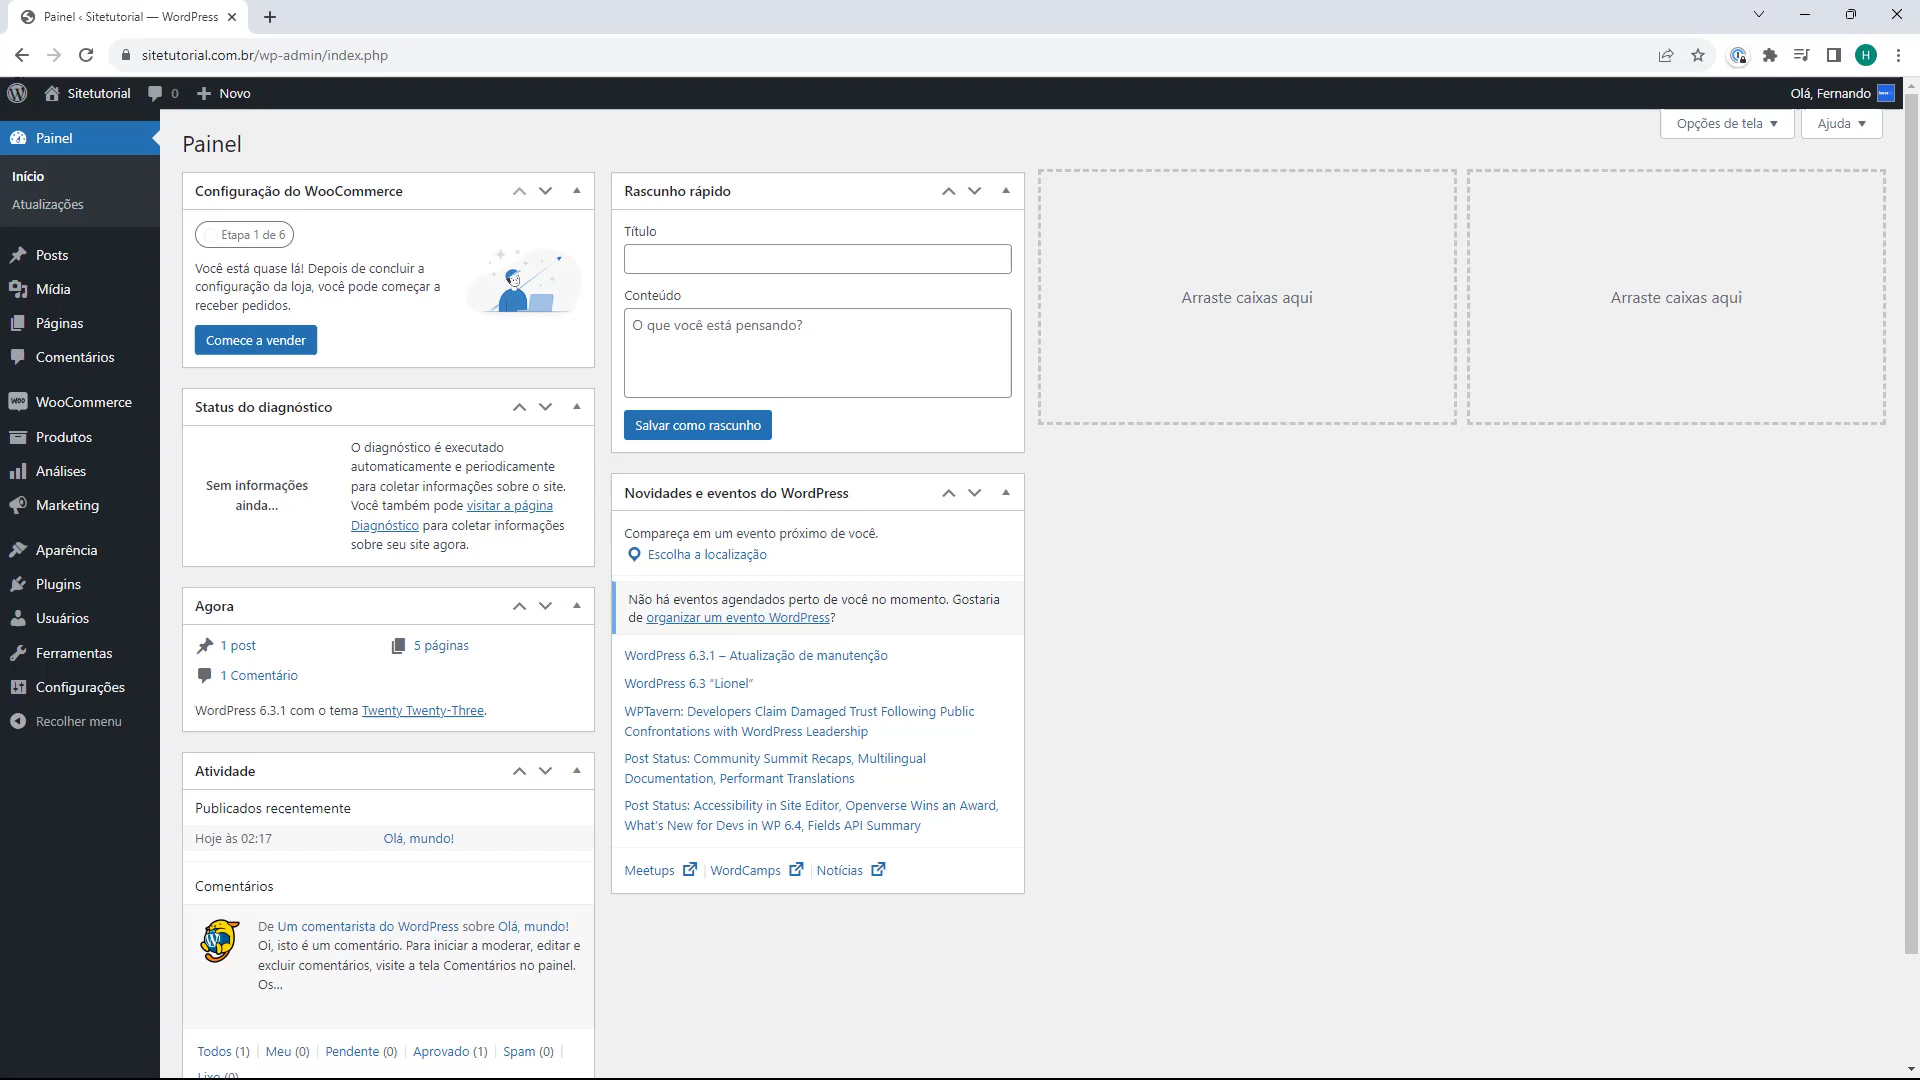 Painel ‹ Sitetutorial — WordPress
sitetutorial.com.br/wp-admin/index.php
H
Sitetutorial
0
Novo
Olá, Fernando
Painel
Início
Atualizações
Posts
Mídia
Páginas
Comentários
WooCommerce
Produtos
Análises
Marketing
Aparência
Plugins
Usuários
Ferramentas
Configurações
Recolher menu
Opções de tela
Ajuda
Painel
Configuração do WooCommerce
Etapa 1 de 6
Você está quase lá! Depois de concluir a
configuração da loja, você pode começar a
receber pedidos.
Comece a vender
Status do diagnóstico
Sem informações
ainda...
O diagnóstico é executado
automaticamente e periodicamente
para coletar informações sobre o site.
Você também pode visitar a página
Diagnóstico para coletar informações
sobre seu site agora.
Agora
1 post
5 páginas
1 Comentário
WordPress 6.3.1 com o tema Twenty Twenty-Three.
Atividade
Publicados recentemente
Hoje às 02:17
Olá, mundo!
Comentários
De Um comentarista do WordPress sobre Olá, mundo!
Oi, isto é um comentário. Para iniciar a moderar, editar e
excluir comentários, visite a tela Comentários no painel.
Os...
Todos (1) | Meu (0) | Pendente (0) | Aprovado (1) | Spam (0) |
Lixo (0)
Rascunho rápido
Título
Conteúdo
O que você está pensando?
Salvar como rascunho
Novidades e eventos do WordPress
Compareça em um evento próximo de você.
Escolha a localização
Não há eventos agendados perto de você no momento. Gostaria
de organizar um evento WordPress?
WordPress 6.3.1 – Atualização de manutenção
WordPress 6.3 “Lionel”
WPTavern: Developers Claim Damaged Trust Following Public
Confrontations with WordPress Leadership
Post Status: Community Summit Recaps, Multilingual
Documentation, Performant Translations
Post Status: Accessibility in Site Editor, Openverse Wins an Award,
What’s New for Devs in WP 6.4, Fields API Summary
Meetups | WordCamps | Notícias
Arraste caixas aqui
Arraste caixas aqui